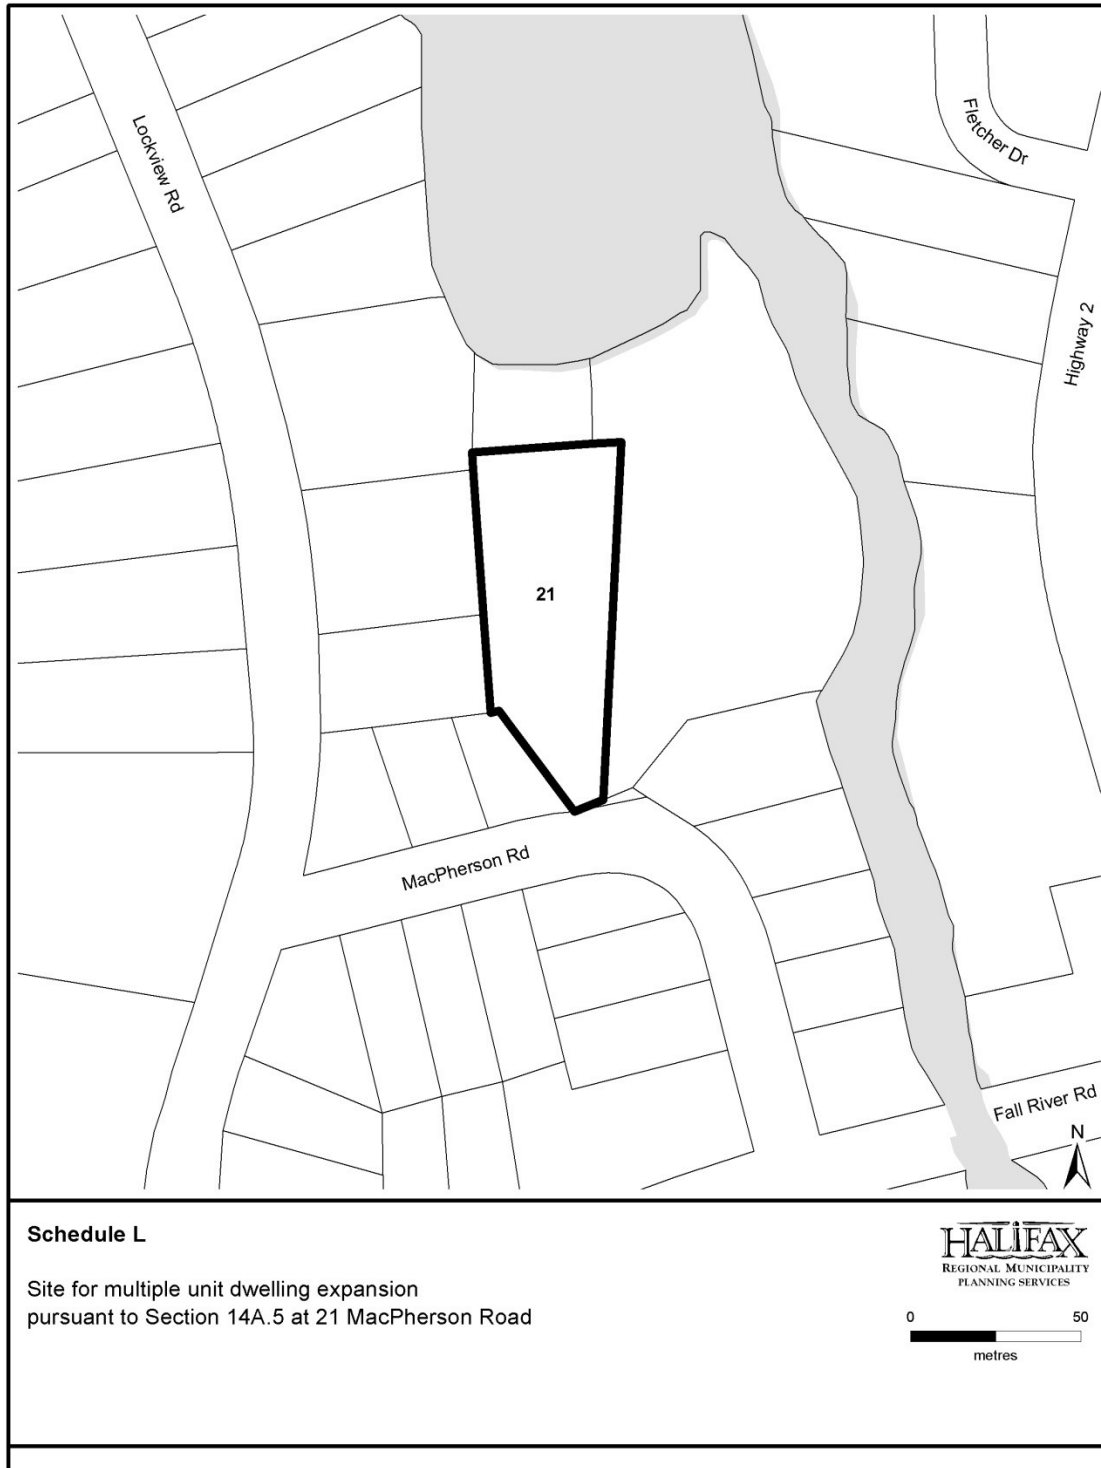 Lockview Rd
Fletcher Dr
Highway 2
21
MacPherson Rd
Fall River Rd
N
Schedule L
Site for multiple unit dwelling expansion
pursuant to Section 14A.5 at 21 MacPherson Road
HALIFAX
REGIONAL MUNICIPALITY
PLANNING SERVICES
0 50
metres